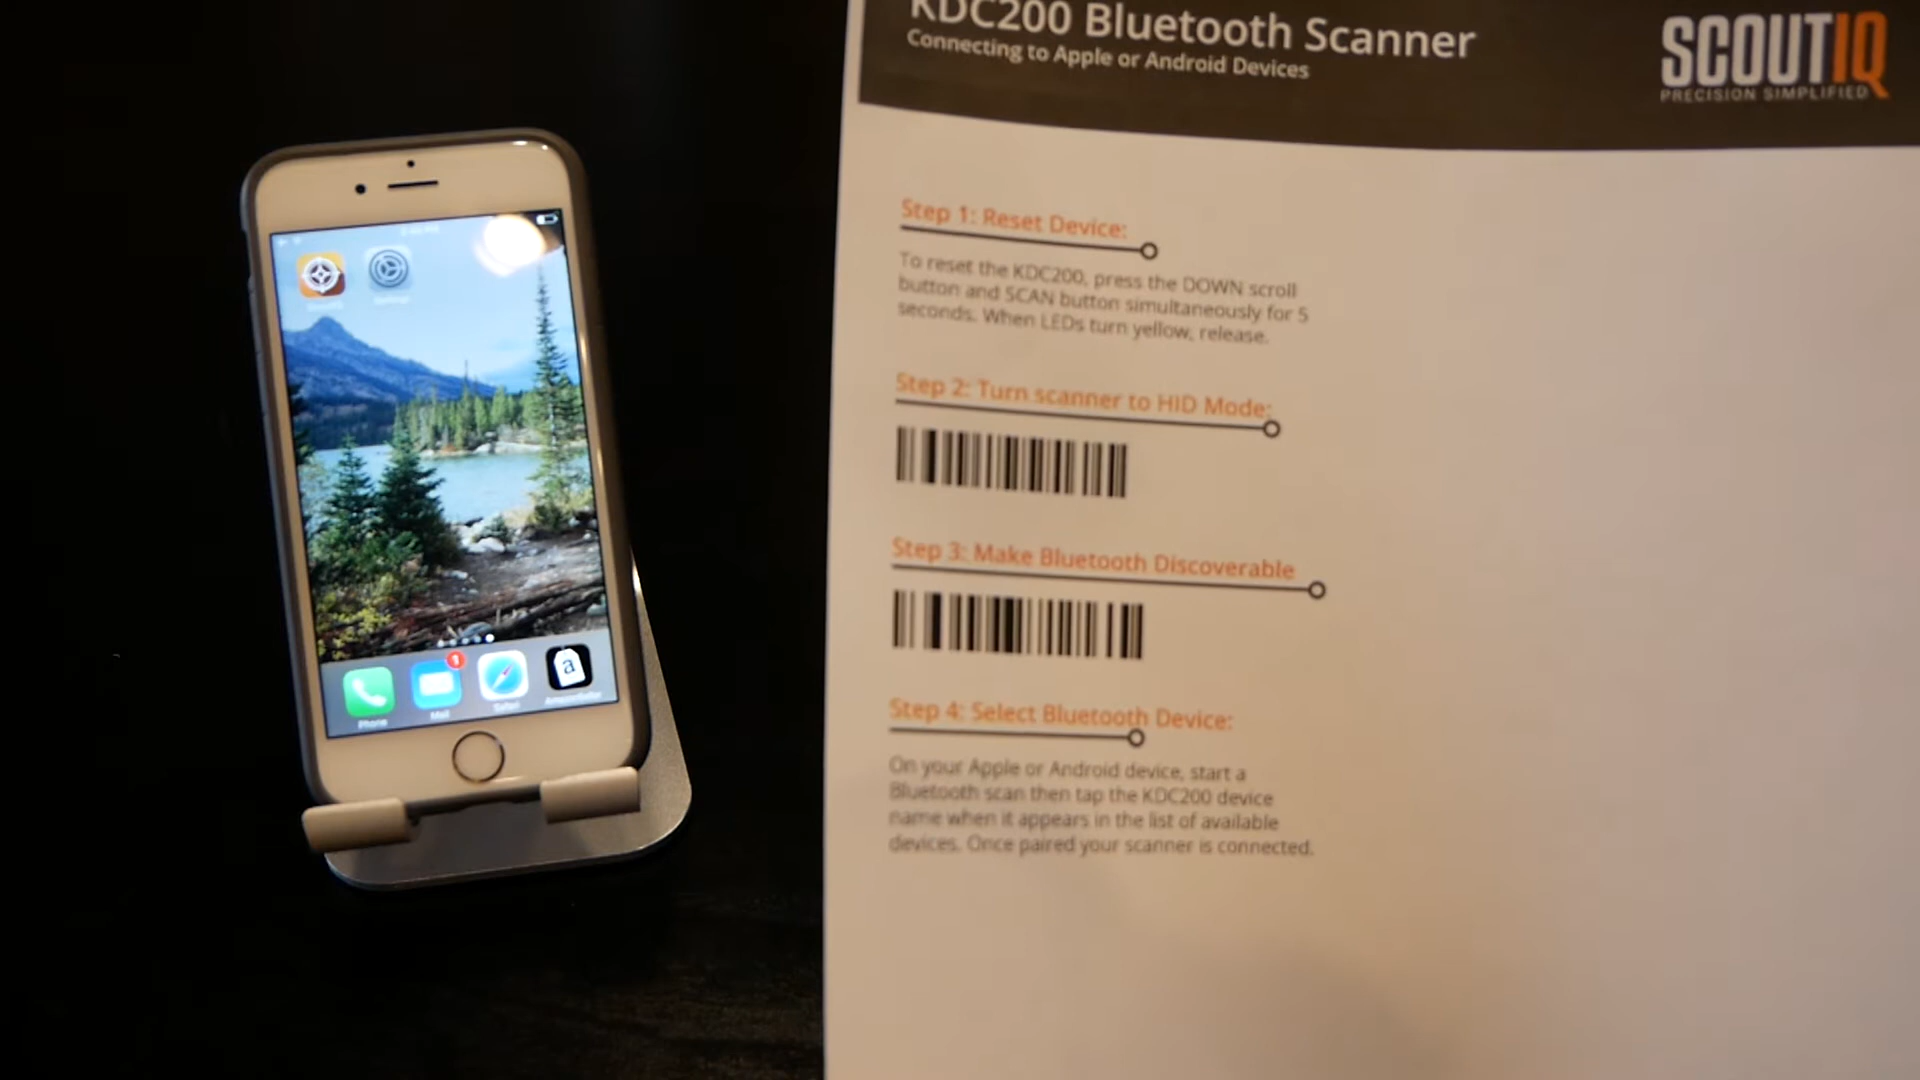 KDC200 Bluetooth Scanner
Connecting to Apple or Android Devices
SCOUTIQ
PRECISION SIMPLIFIED
Step 1: Reset Device:
To reset the KDC200, press the DOWN scroll
button and SCAN button simultaneously for 5
seconds. When LEDs turn yellow, release.
Step 2: Turn scanner to HID Mode:
Step 3: Make Bluetooth Discoverable
Step 4: Select Bluetooth Device:
On your Apple or Android device, start a
Bluetooth scan then tap the KDC200 device
name when it appears in the list of available
devices. Once paired your scanner is connected.
Settings
1
a
Phone
Mail
Safari